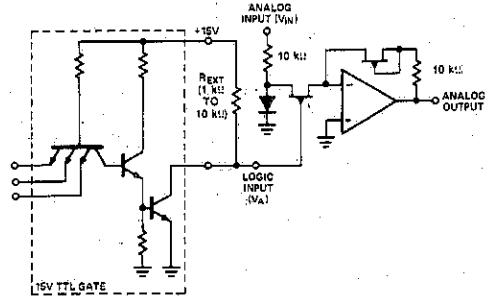 ANALOG
INPUT (VIN)
+15V
10 kΩ
REXT
(1 kΩ
TO
10 kΩ)
10 kΩ
−
+
ANALOG
OUTPUT
LOGIC
INPUT
(VA)
15V TTL GATE